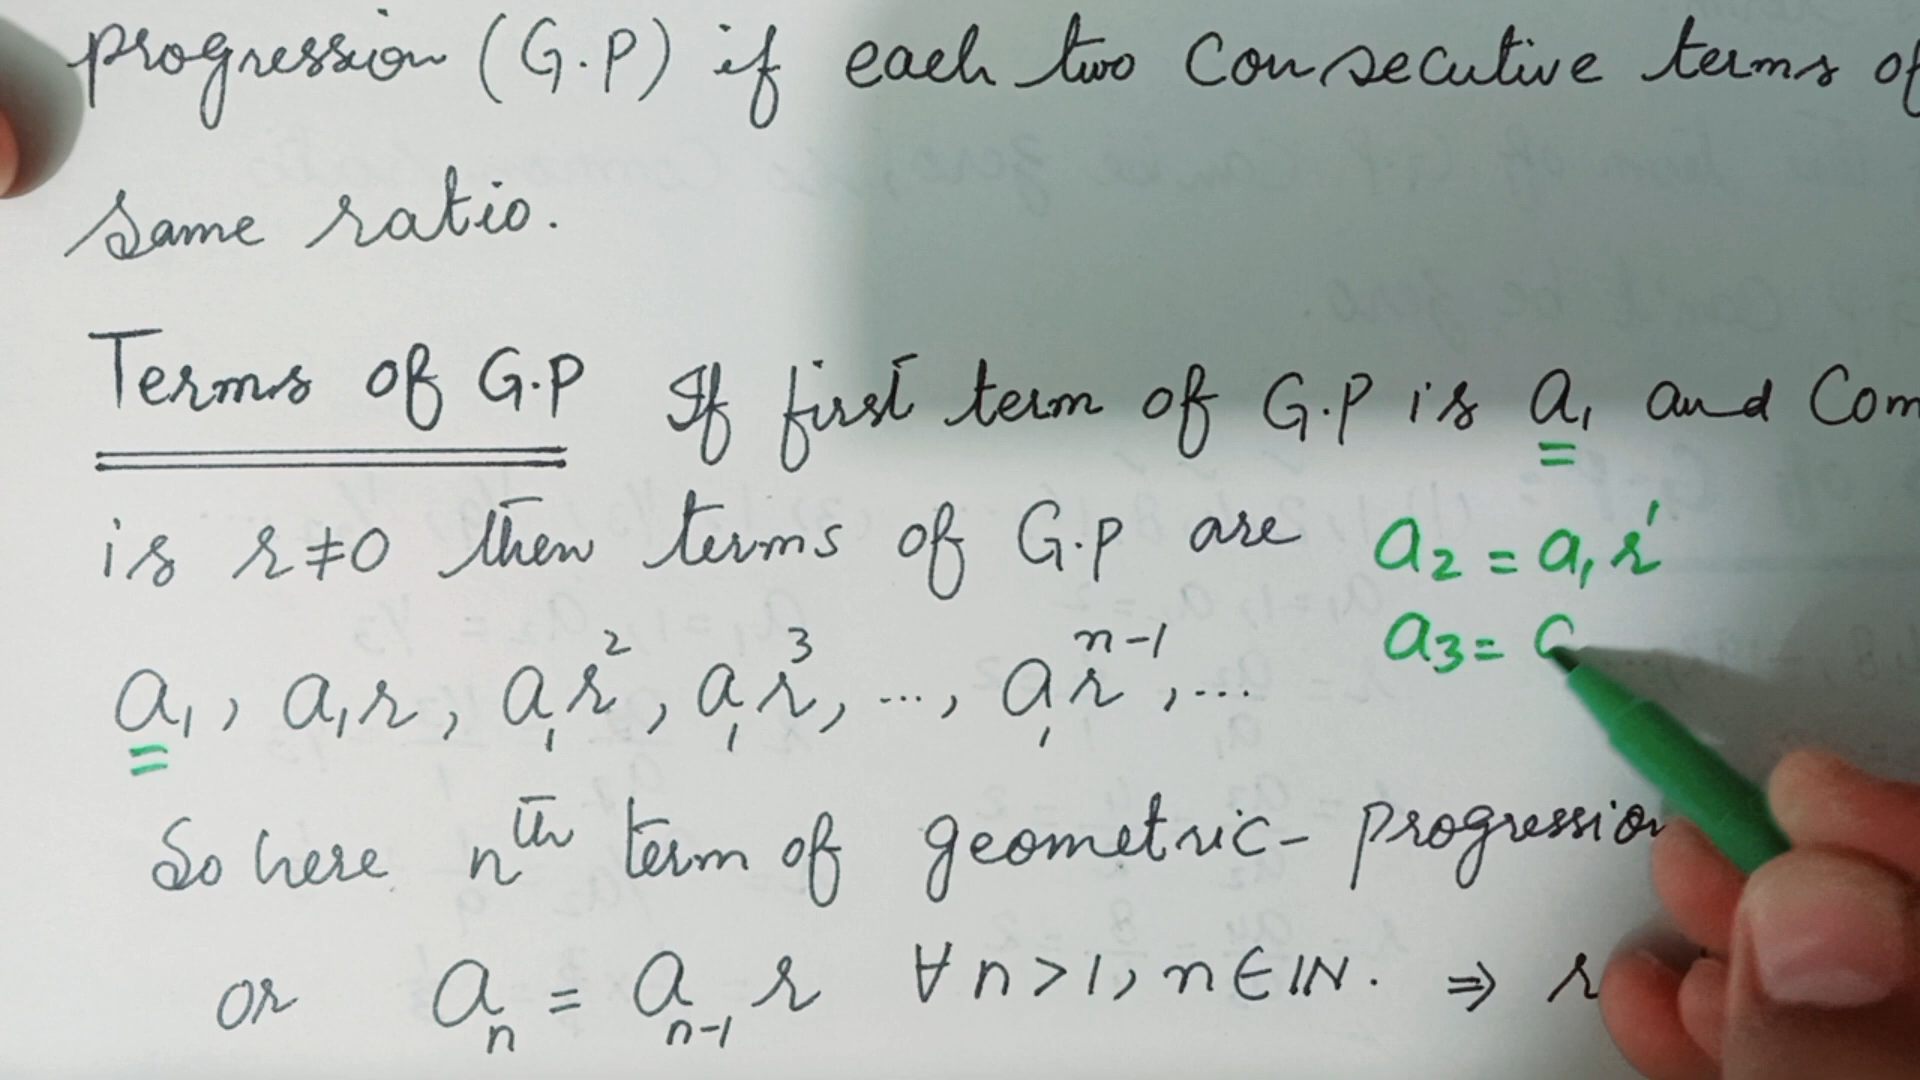 progression (G.P) if each two Consecutive terms of
same ratio.
Terms of G.P If first term of G.P is a₁ and Com
is r≠0 then terms of G.P are
a₂ = a₁r¹
a₃ =
a₁, a₁r, a₁r², a₁r³, ..., a₁rⁿ⁻¹, ...
So here nth term of geometric- Progression
or aₙ = aₙ₋₁ r ∀ n>1, n∈IN. ⇒ r